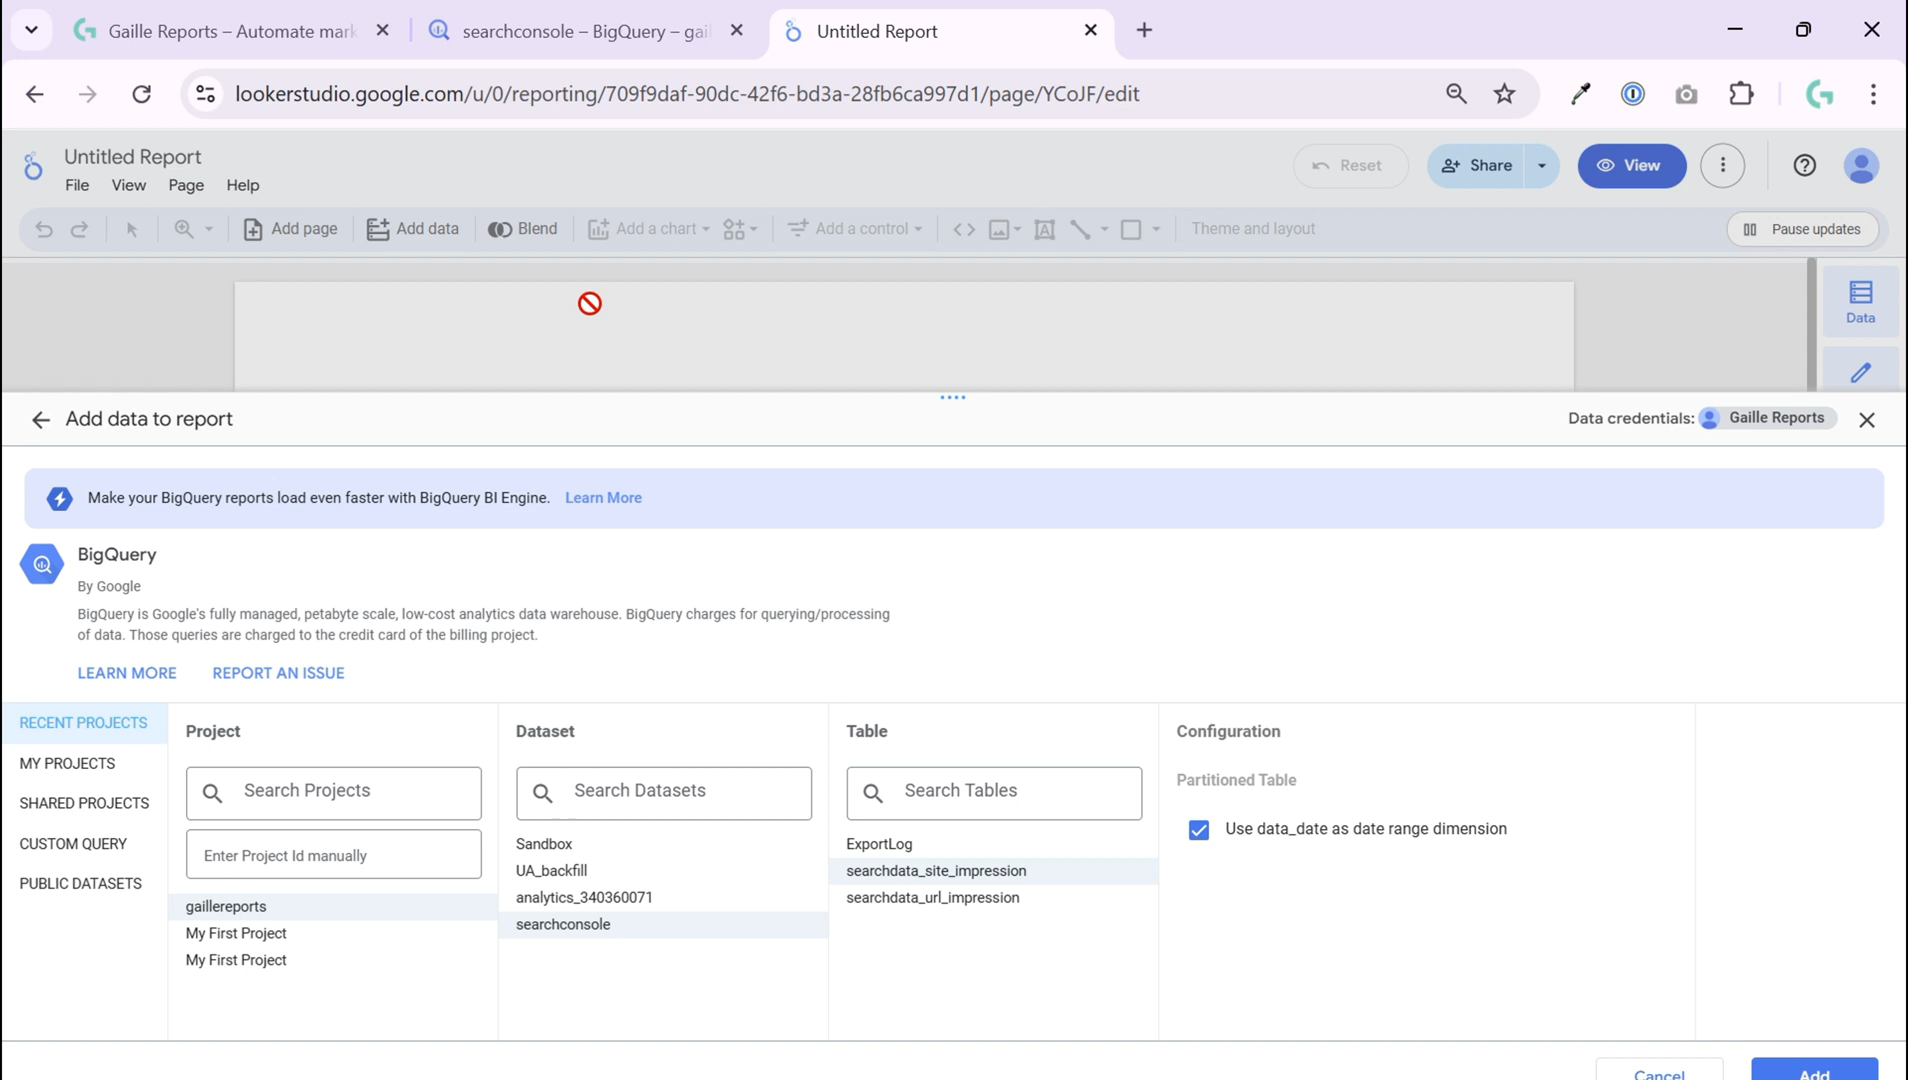 Gaille Reports – Automate mark
searchconsole – BigQuery – gail
Untitled Report
lookerstudio.google.com/u/0/reporting/709f9daf-90dc-42f6-bd3a-28fb6ca997d1/page/YCoJF/edit
Untitled Report
File View Page Help
Reset
Share
View
Add page
Add data
Blend
Add a chart
Add a control
Theme and layout
Pause updates
Data
Add data to report
Data credentials: Gaille Reports
Make your BigQuery reports load even faster with BigQuery BI Engine. Learn More
BigQuery
By Google
BigQuery is Google's fully managed, petabyte scale, low-cost analytics data warehouse. BigQuery charges for querying/processing
of data. Those queries are charged to the credit card of the billing project.
LEARN MORE REPORT AN ISSUE
RECENT PROJECTS
MY PROJECTS
SHARED PROJECTS
CUSTOM QUERY
PUBLIC DATASETS
Project
Search Projects
Enter Project Id manually
gaillereports
My First Project
My First Project
Dataset
Search Datasets
Sandbox
UA_backfill
analytics_340360071
searchconsole
Table
Search Tables
ExportLog
searchdata_site_impression
searchdata_url_impression
Configuration
Partitioned Table
Use data_date as date range dimension
Cancel
Add